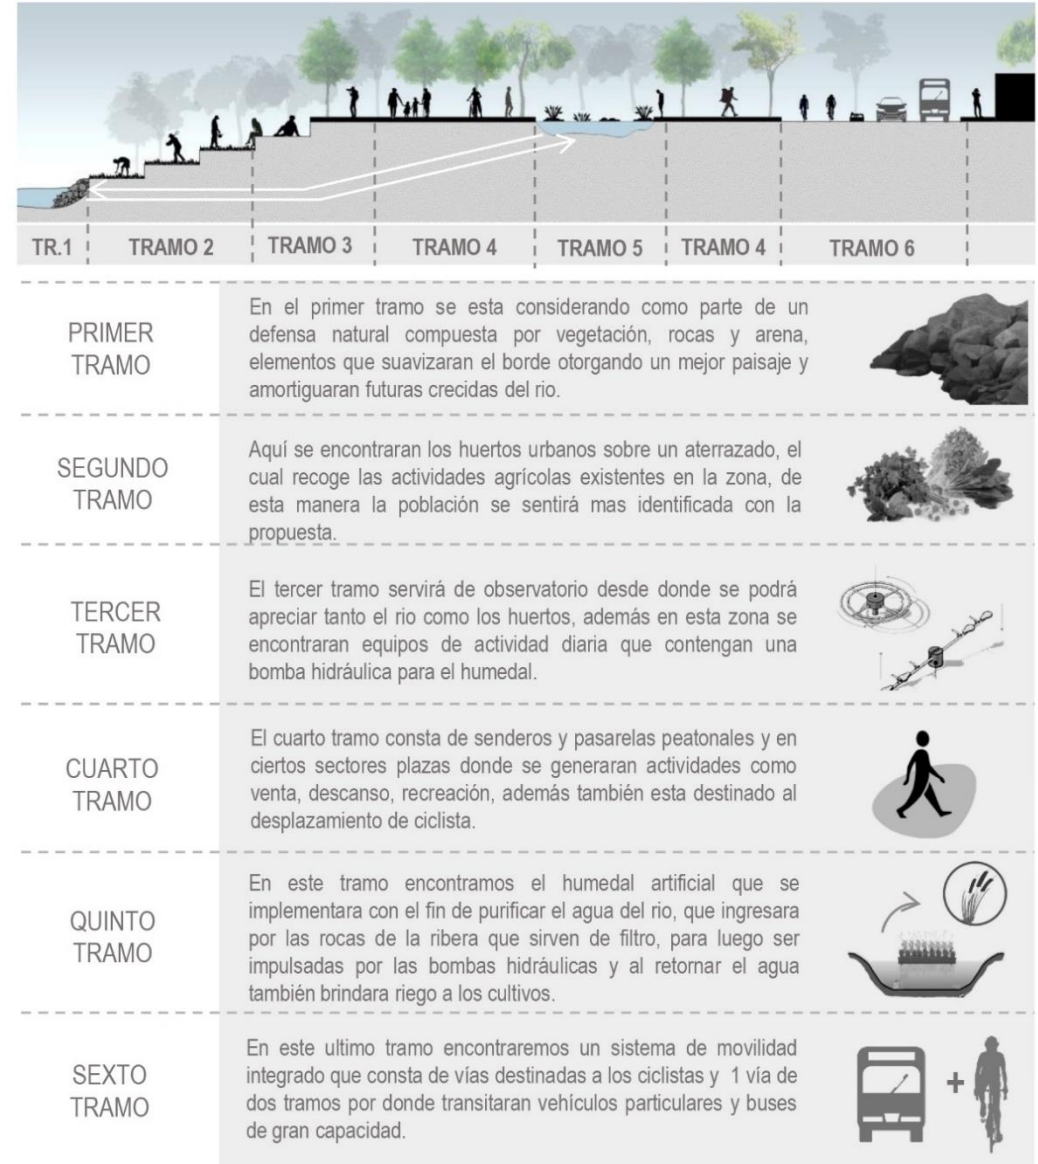 TR.1 TRAMO 2 TRAMO 3 TRAMO 4 TRAMO 5 TRAMO 4 TRAMO 6
PRIMER
TRAMO
En el primer tramo se esta considerando como parte de un
defensa natural compuesta por vegetación, rocas y arena,
elementos que suavizaran el borde otorgando un mejor paisaje y
amortiguaran futuras crecidas del rio.
SEGUNDO
TRAMO
Aquí se encontraran los huertos urbanos sobre un aterrazado, el
cual recoge las actividades agrícolas existentes en la zona, de
esta manera la población se sentirá mas identificada con la
propuesta.
TERCER
TRAMO
El tercer tramo servirá de observatorio desde donde se podrá
apreciar tanto el rio como los huertos, además en esta zona se
encontraran equipos de actividad diaria que contengan una
bomba hidráulica para el humedal.
CUARTO
TRAMO
El cuarto tramo consta de senderos y pasarelas peatonales y en
ciertos sectores plazas donde se generaran actividades como
venta, descanso, recreación, además también esta destinado al
desplazamiento de ciclista.
QUINTO
TRAMO
En este tramo encontramos el humedal artificial que se
implementara con el fin de purificar el agua del rio, que ingresara
por las rocas de la ribera que sirven de filtro, para luego ser
impulsadas por las bombas hidráulicas y al retornar el agua
también brindara riego a los cultivos.
SEXTO
TRAMO
En este ultimo tramo encontraremos un sistema de movilidad
integrado que consta de vías destinadas a los ciclistas y 1 vía de
dos tramos por donde transitaran vehículos particulares y buses
de gran capacidad.
+